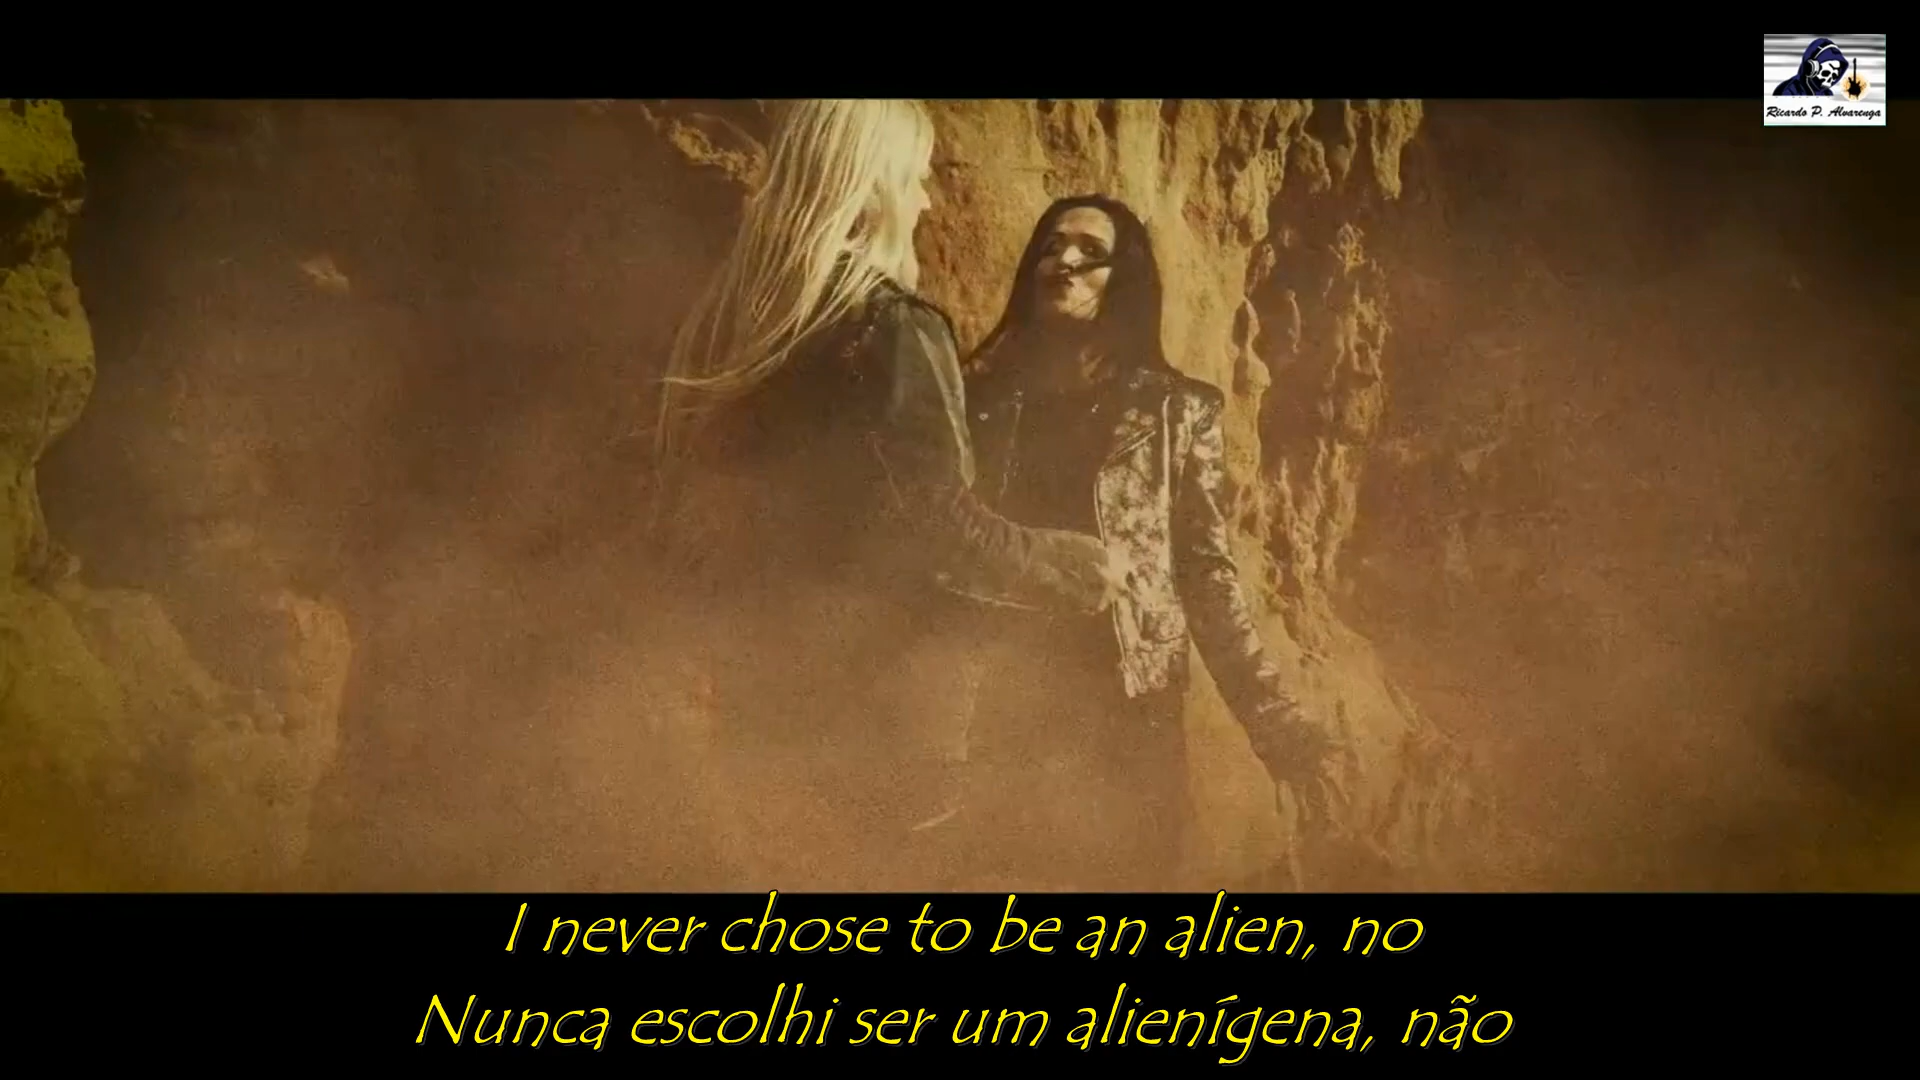 Ricardo P. Alvarenga
I never chose to be an alien, no
Nunca escolhi ser um alienígena, não